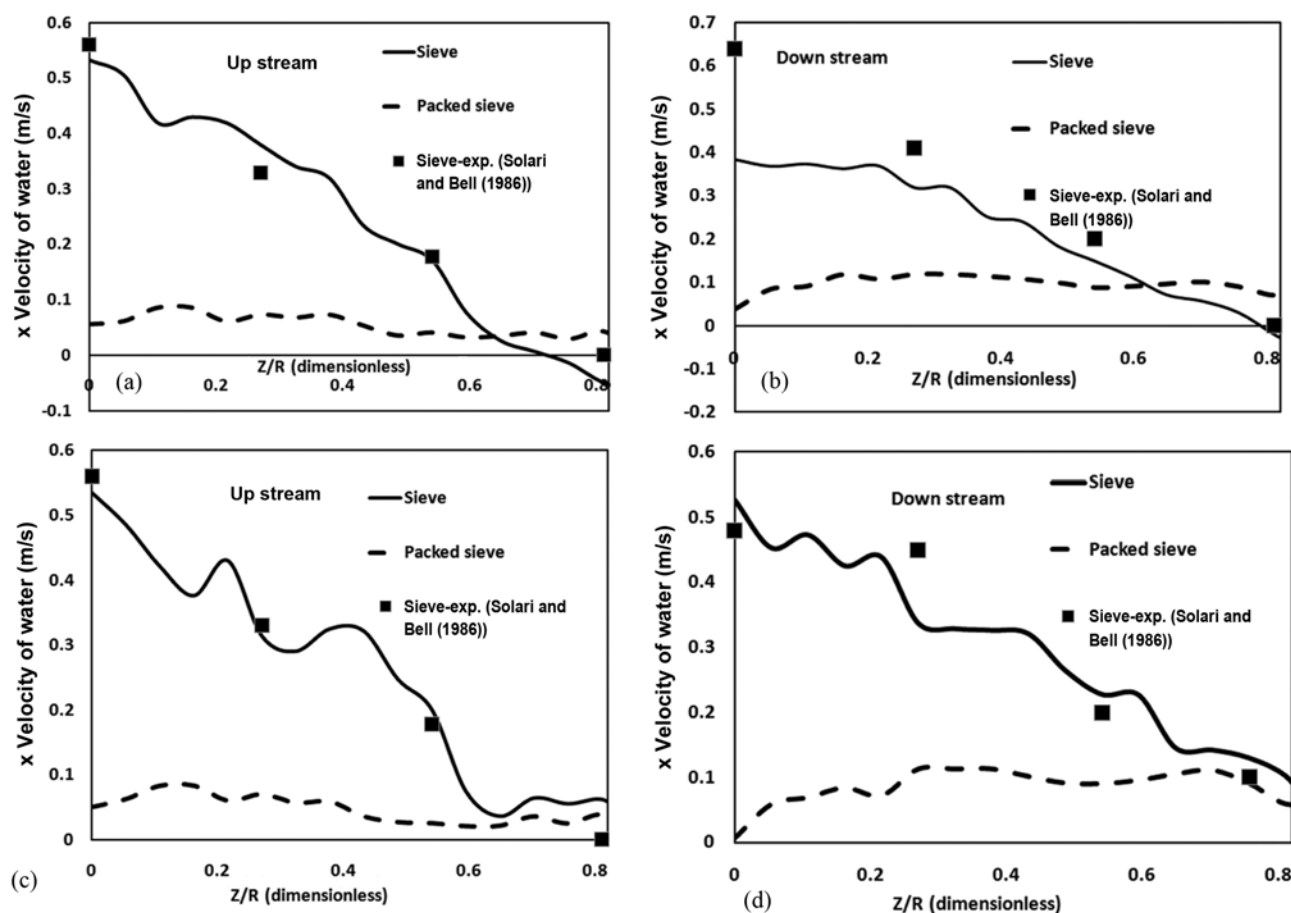 x Velocity of water (m/s)
0.6
0.5
0.4
0.3
0.2
0.1
0
-0.1
Up stream
Sieve
Packed sieve
Sieve-exp. (Solari
and Bell (1986))
Z/R (dimensionless)
0
0.2
0.4
0.6
0.8
(a)
x Velocity of water (m/s)
0.7
0.6
0.5
0.4
0.3
0.2
0.1
0
-0.1
-0.2
Down stream
Sieve
Packed sieve
Sieve-exp. (Solari and
Bell (1986))
0
0.2
0.4
0.6
0.8
Z/R (dimensionless)
(b)
x Velocity of water (m/s)
0.6
0.5
0.4
0.3
0.2
0.1
0
Up stream
Sieve
Packed sieve
Sieve-exp. (Solari and
Bell (1986))
0
0.2
0.4
0.6
0.8
Z/R (dimensionless)
(c)
x Velocity of water (m/s)
0.6
0.5
0.4
0.3
0.2
0.1
0
Down stream
Sieve
Packed sieve
Sieve-exp. (Solari and
Bell (1986))
0
0.2
0.4
0.6
0.8
Z/R (dimensionless)
(d)